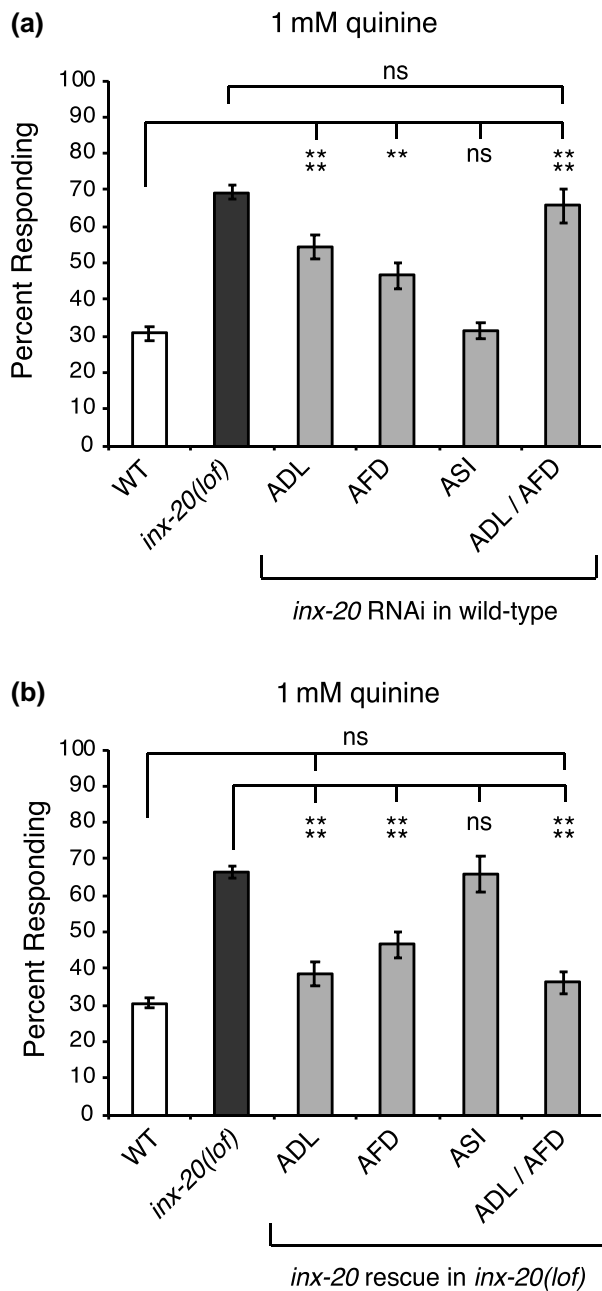 (a) 1 mM quinine
ns
100
90
80
70
60
50
40
30
20
10
0
Percent Responding
** ** ns **
** **
WT inx-20(lof) ADL AFD ASI ADL / AFD
inx-20 RNAi in wild-type
(b) 1 mM quinine
ns
100
90
80
70
60
50
40
30
20
10
0
Percent Responding
** ** ns **
** ** **
WT inx-20(lof) ADL AFD ASI ADL / AFD
inx-20 rescue in inx-20(lof)